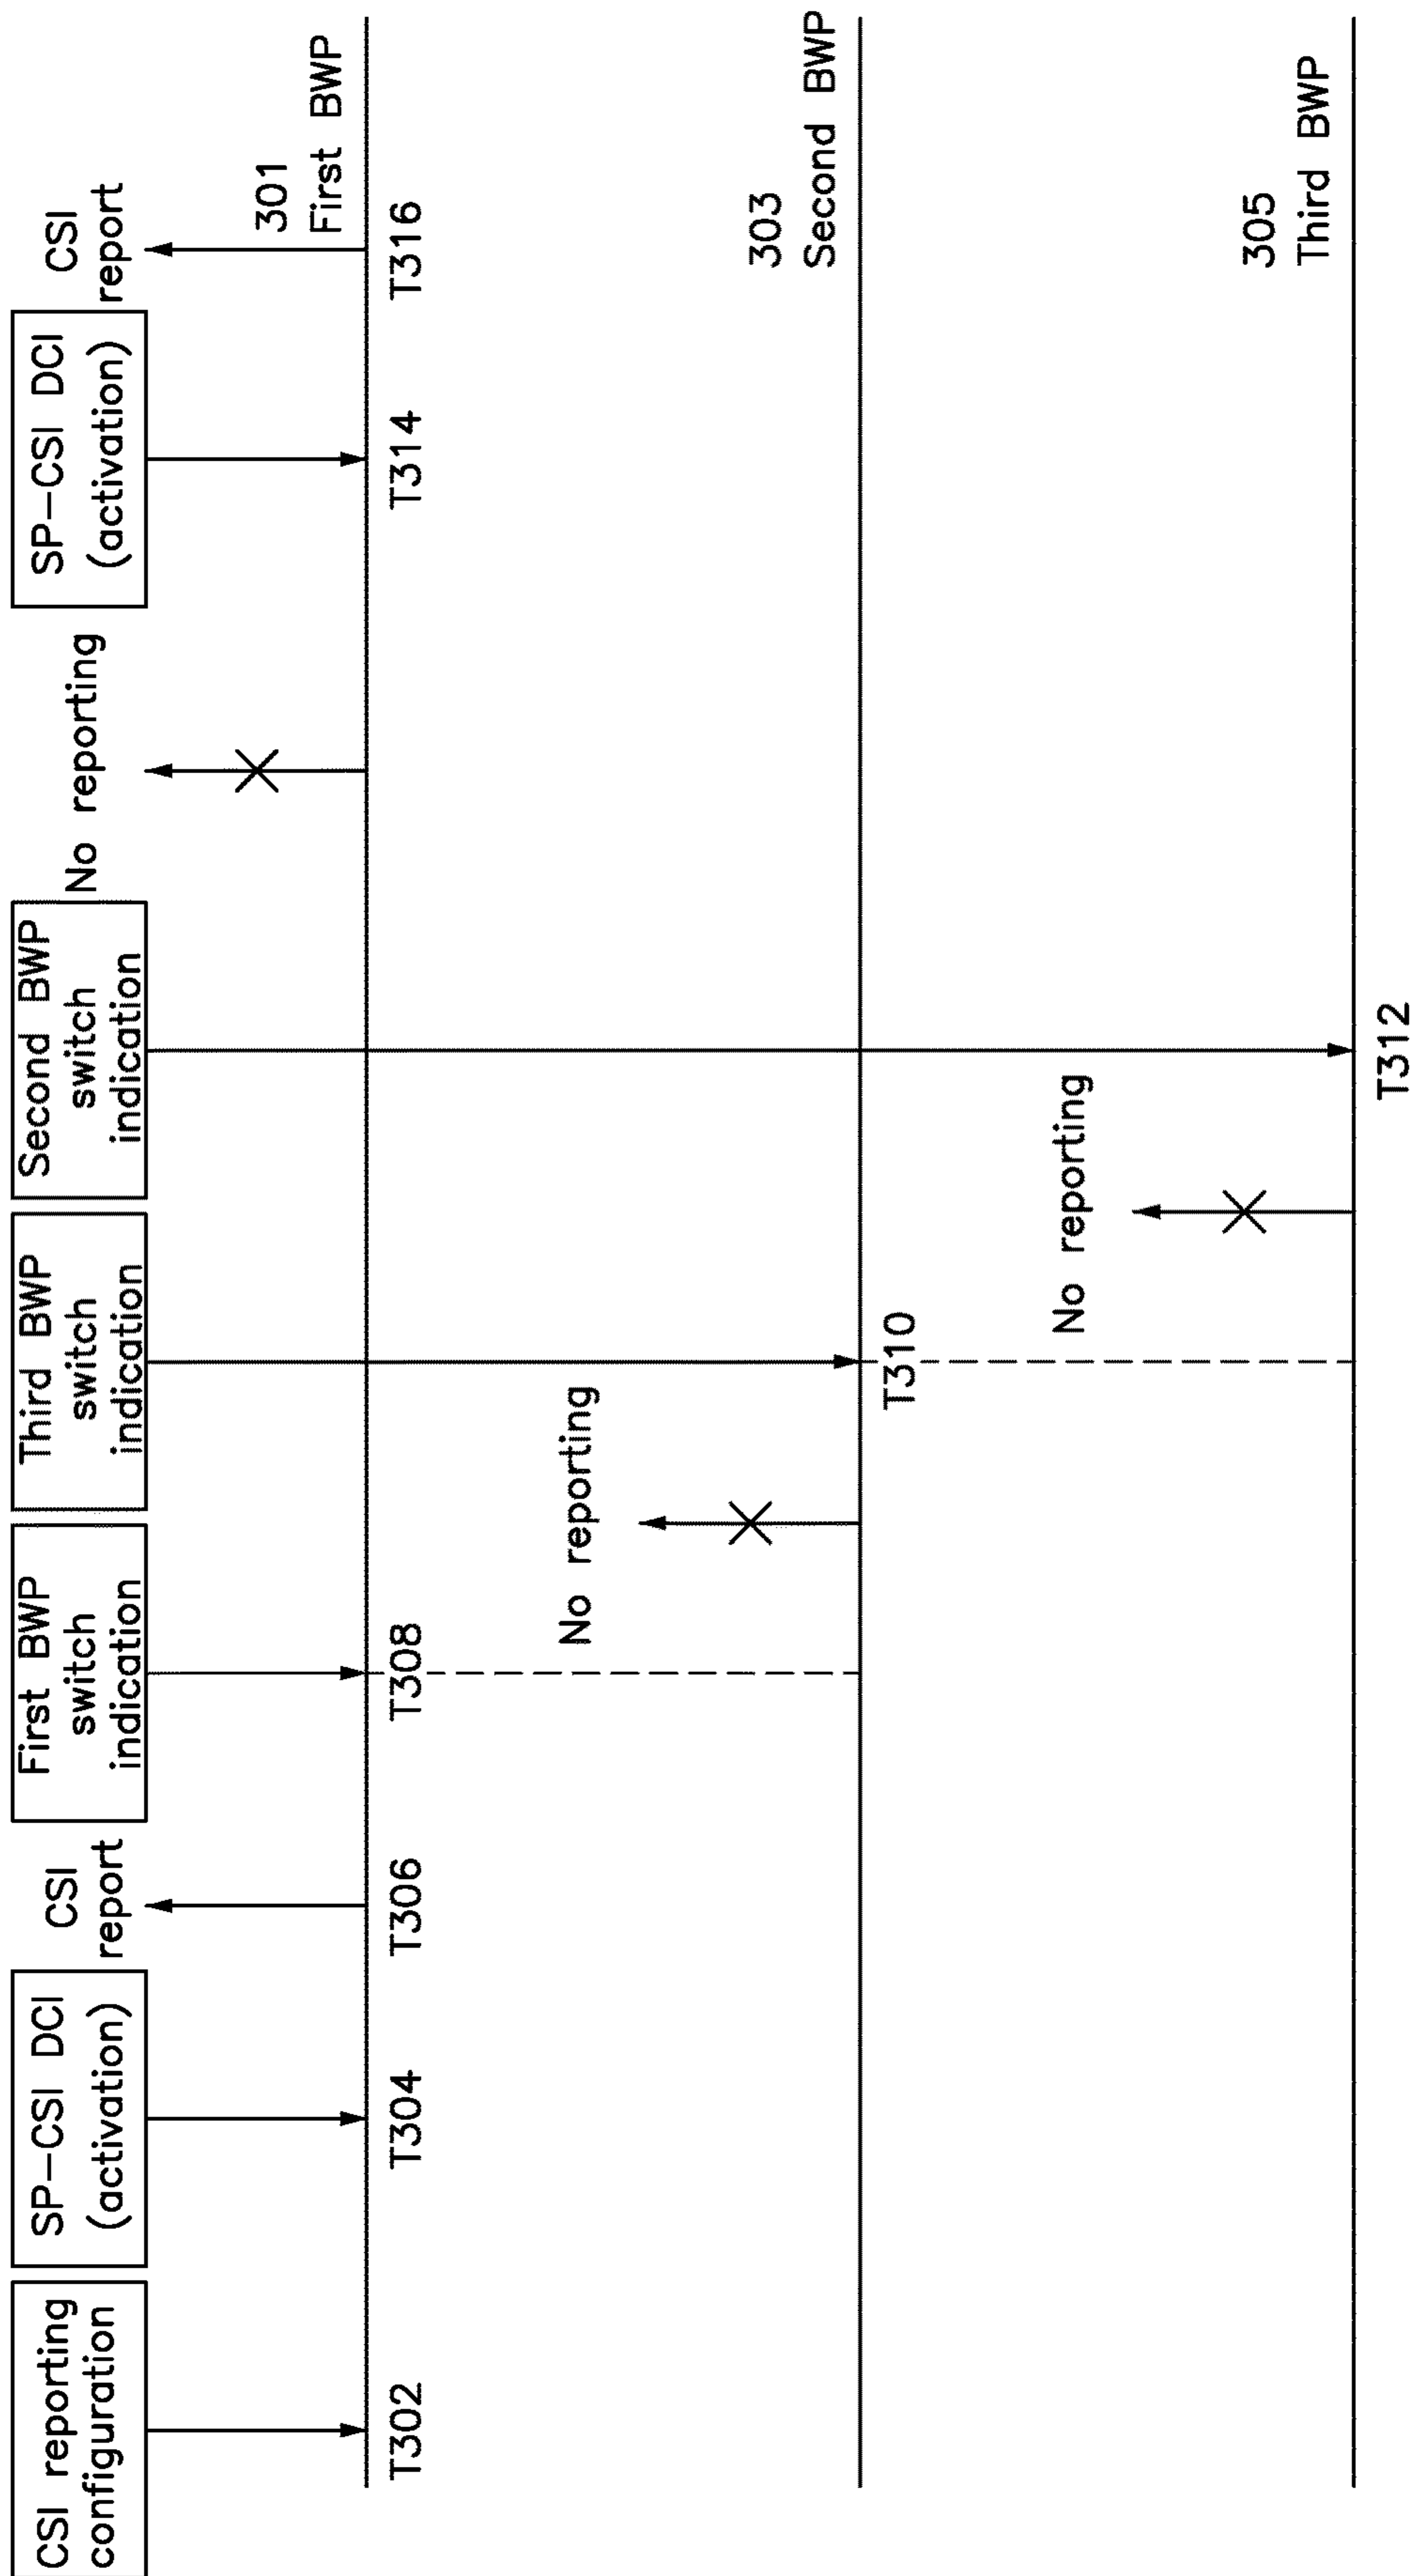 CSI reporting
configuration
SP-CSI DCI
(activation)
CSI
report
First BWP
switch
indication
Third BWP
switch
indication
Second BWP
switch
indication
No reporting
SP-CSI DCI
(activation)
CSI
report
301
First BWP
T302
T304
T306
T308
T314
T316
No reporting
303
Second BWP
T310
No reporting
305
Third BWP
T312